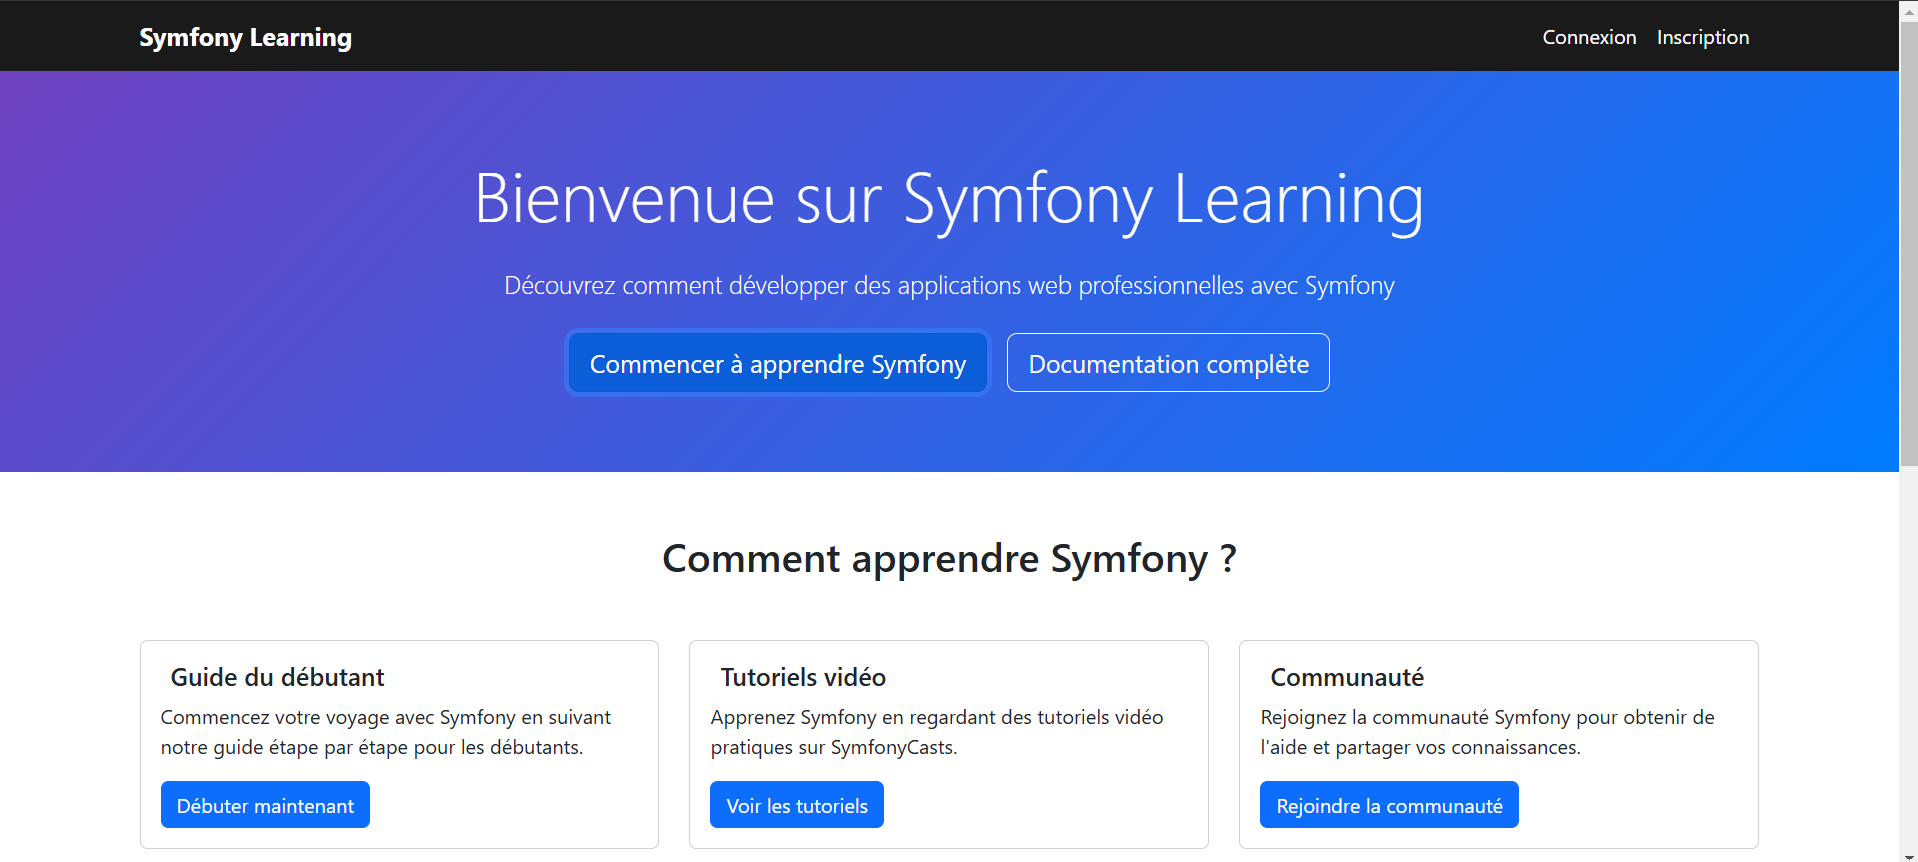 Symfony Learning
Connexion
Inscription
Bienvenue sur Symfony Learning
Découvrez comment développer des applications web professionnelles avec Symfony
Commencer à apprendre Symfony
Documentation complète
Comment apprendre Symfony ?
Guide du débutant
Commencez votre voyage avec Symfony en suivant
notre guide étape par étape pour les débutants.
Débuter maintenant
Tutoriels vidéo
Apprenez Symfony en regardant des tutoriels vidéo
pratiques sur SymfonyCasts.
Voir les tutoriels
Communauté
Rejoignez la communauté Symfony pour obtenir de
l'aide et partager vos connaissances.
Rejoindre la communauté